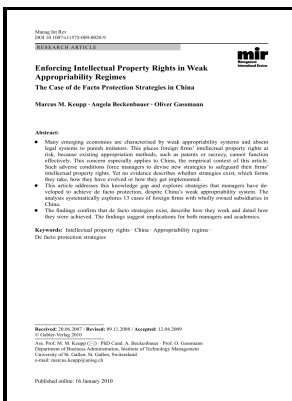 Manag Int Rev
DOI 10.1007/s11575-009-0020-9
RESEARCH ARTICLE
mir
Management
International Review
Enforcing Intellectual Property Rights in Weak
Appropriability Regimes
The Case of de Facto Protection Strategies in China
Marcus M. Keupp · Angela Beckenbauer · Oliver Gassmann
Abstract:
● Many emerging economies are characterised by weak appropriability systems and absent
legal systems to punish imitators. This places foreign firms' intellectual property rights at
risk, because existing appropriation methods, such as patents or secrecy, cannot function
effectively. This concern especially applies to China, the empirical context of this article.
Such adverse conditions force managers to devise new strategies to safeguard their firms'
intellectual property rights. Yet no evidence describes whether strategies exist, which forms
they take, how they have evolved or how they get implemented.
● This article addresses this knowledge gap and explores strategies that managers have de-
veloped to achieve de facto protection, despite China's weak appropriability system. The
analysis systematically explores 13 cases of foreign firms with wholly owned subsidiaries in
China.
● The findings confirm that de facto strategies exist, describe how they work and detail how
they were achieved. The findings suggest implications for both managers and academics.
Keywords: Intellectual property rights · China · Appropriability regime ·
De facto protection strategies
Received: 20.06.2007 / Revised: 09.11.2008 / Accepted: 12.04.2009
© Gabler-Verlag 2010
Ass. Prof. M. M. Keupp (✉) · PhD Cand. A. Beckenbauer · Prof. O. Gassmann
Department of Business Administration, Institute of Technology Management
University of St. Gallen, St. Gallen, Switzerland
e-mail: marcus.keupp@unisg.ch
Published online: 16 January 2010